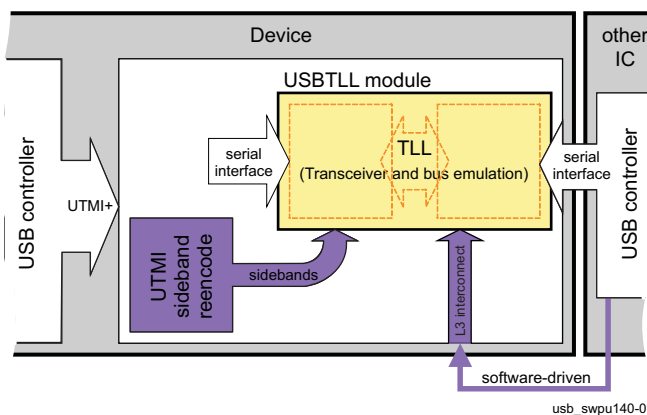 Device
other
IC
USBTLL module
USB controller
UTMI+
serial
interface
TLL
(Transceiver and bus emulation)
serial
interface
USB controller
UTMI
sideband
reencode
sidebands
L3 interconnect
software-driven
usb_swpu140-0